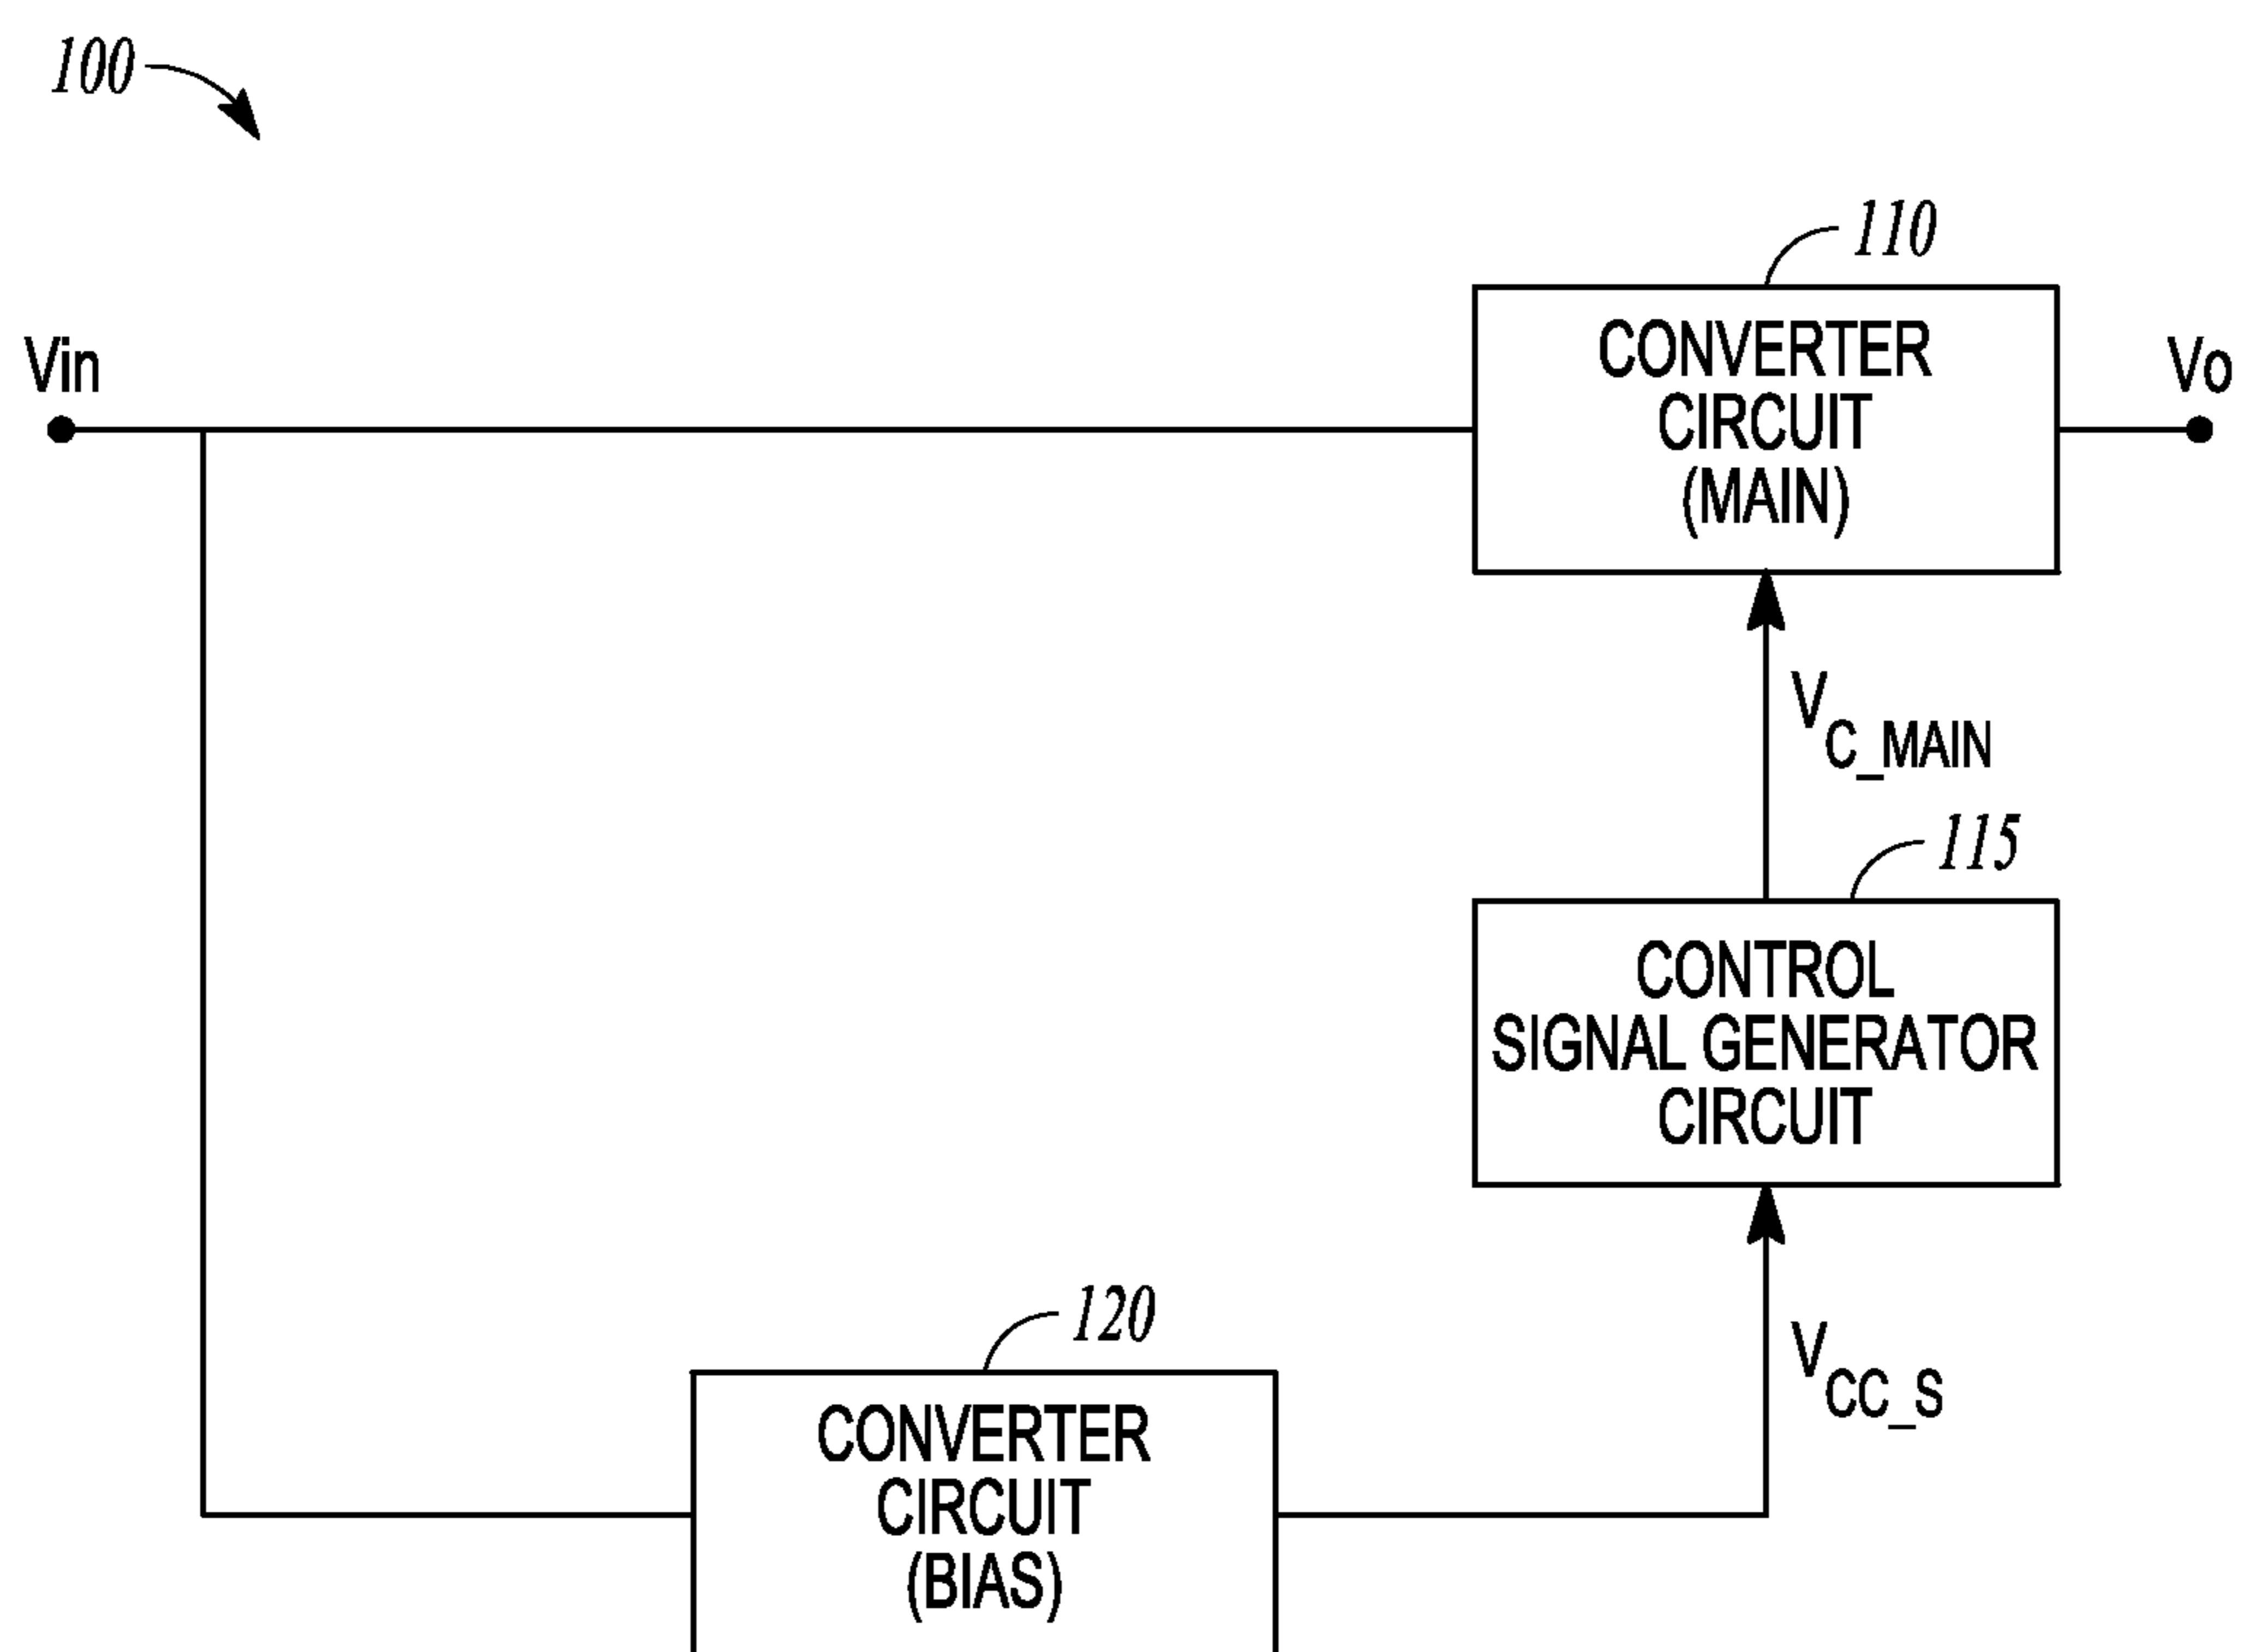 100
110
Vin
CONVERTER
CIRCUIT
(MAIN)
Vo
VC_MAIN
115
CONTROL
SIGNAL GENERATOR
CIRCUIT
120
VCC_S
CONVERTER
CIRCUIT
(BIAS)